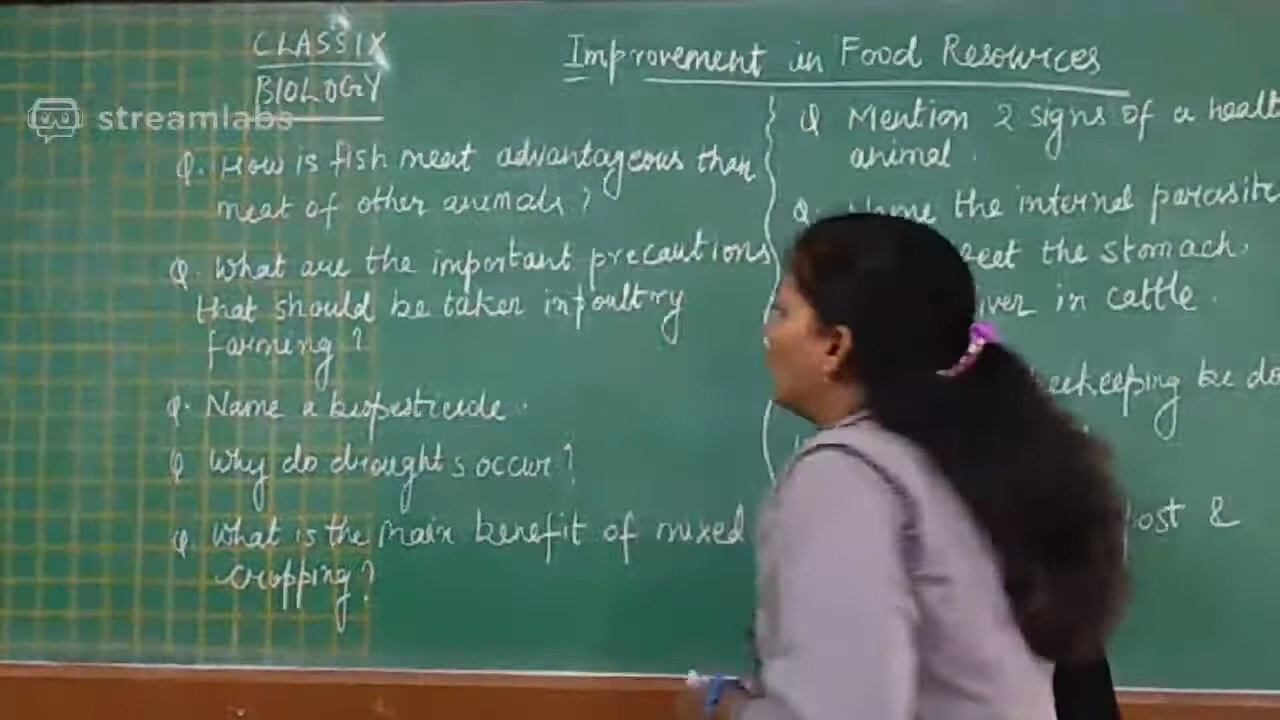 CLASS IX
BIOLOGY
Improvement in Food Resources
streamlabs
Q. How is fish meat advantageous than
meat of other animals?
Q. What are the important precautions
that should be taken in poultry
farming?
Q. Name a biopesticide.
Q Why do draughts occur?
Q What is the main benefit of mixed
cropping?
Q Mention 2 signs of a healt
animal.
Q. Name the internal parasite
the stomach.
in cattle.
be do
&